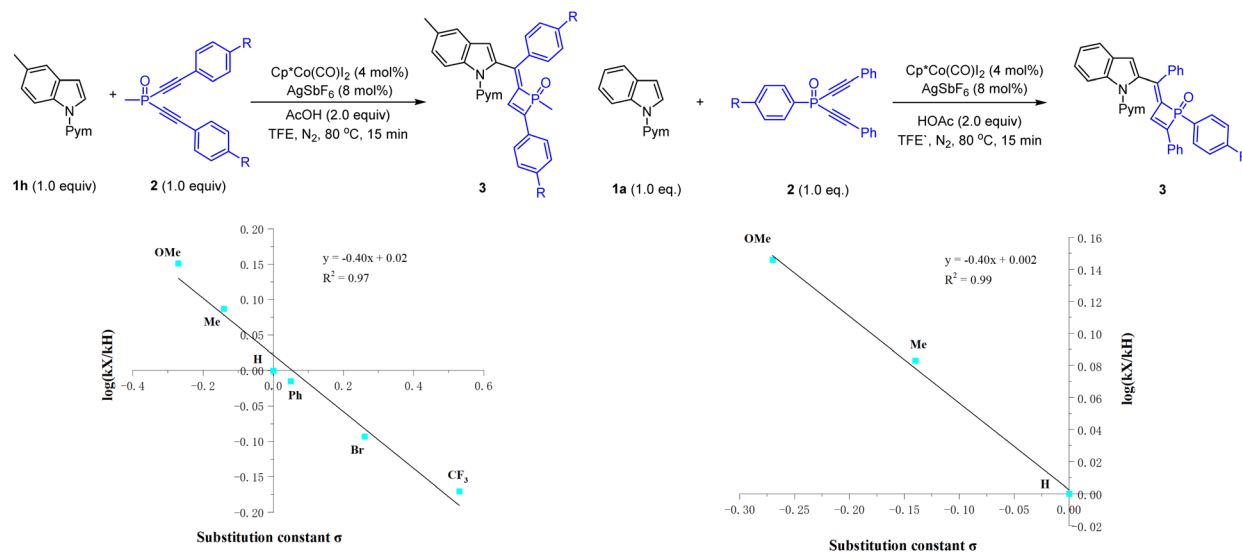 R
O
P
R
N
H
Pym
+
Cp*Co(CO)I₂ (4 mol%)
AgSbF₆ (8 mol%)
AcOH (2.0 equiv)
TFE, N₂, 80 ºC, 15 min
R
N
Pym
O
P
R
1h (1.0 equiv)
2 (1.0 equiv)
3
N
Pym
+
R
O
P
Ph
Ph
Cp*Co(CO)I₂ (4 mol%)
AgSbF₆ (8 mol%)
HOAc (2.0 equiv)
TFE`, N₂, 80 ºC, 15 min
N
Pym
Ph
O
P
Ph
R
1a (1.0 eq.)
2 (1.0 eq.)
3
log(kX/kH)
0.20
0.15
0.10
0.05
0.00
-0.05
-0.10
-0.15
-0.20
-0.4
-0.2
0.0
0.2
0.4
0.6
OMe
Me
H
Ph
Br
CF₃
y = -0.40x + 0.02
R² = 0.97
Substitution constant σ
OMe
Me
H
y = -0.40x + 0.002
R² = 0.99
0.16
0.14
0.12
0.10
0.08
0.06
0.04
0.02
0.00
-0.02
log(kX/kH)
-0.30
-0.25
-0.20
-0.15
-0.10
-0.05
0.00
Substitution constant σ